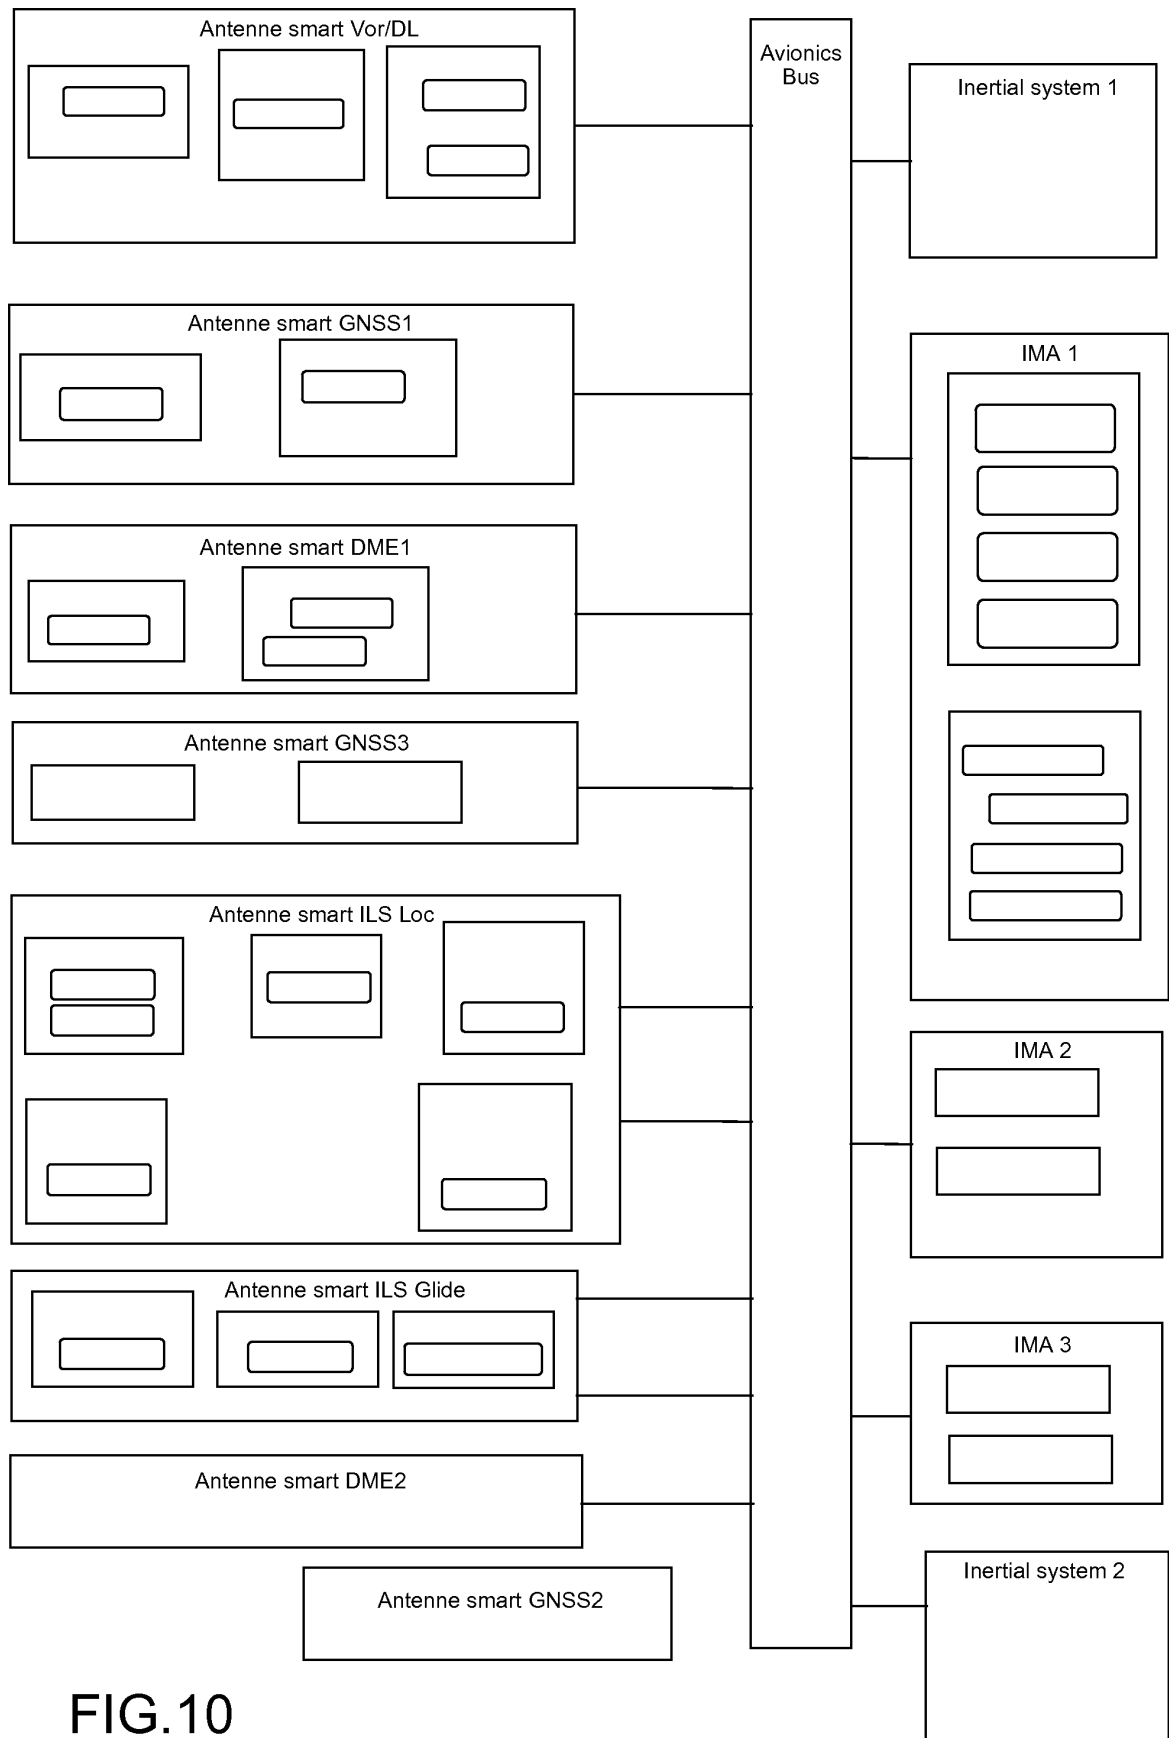 Antenne smart Vor/DL
Avionics
Bus
Inertial system 1
Antenne smart GNSS1
IMA 1
Antenne smart DME1
Antenne smart GNSS3
Antenne smart ILS Loc
IMA 2
Antenne smart ILS Glide
IMA 3
Antenne smart DME2
Inertial system 2
Antenne smart GNSS2
FIG.10